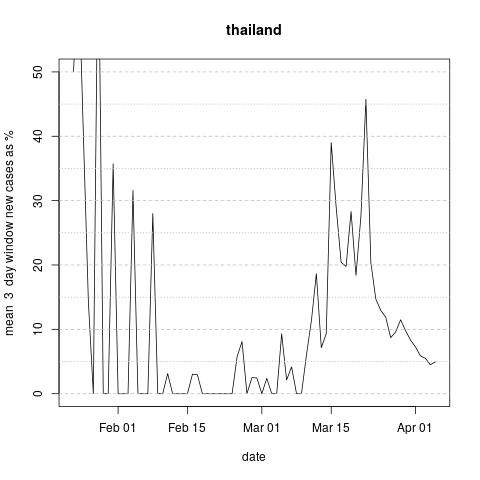 thailand
mean 3 day window new cases as %
50
40
30
20
10
0
Feb 01
Feb 15
Mar 01
Mar 15
Apr 01
date